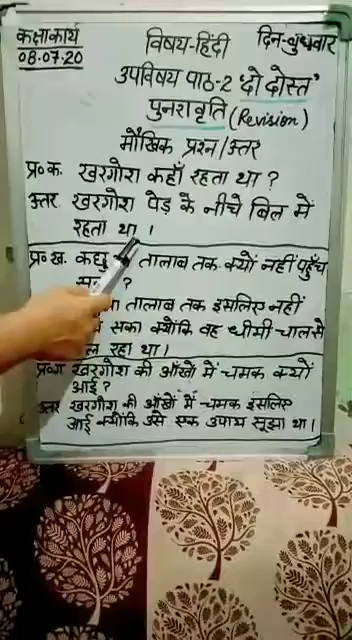 कक्षाकार्य विषय-हिंदी दिन-बुधवार
08.07.20
उपविषय पाठ-2 'दो दोस्त'
पुनरावृति (Revision)
मौखिक प्रश्न/उत्तर
प्र०क. खरगोश कहाँ रहता था ?
उत्तर खरगोश पेड़ के नीचे बिल में
रहता था ।
प्र०ख. तालाब तक क्यों नहीं पहुँच
?
तालाब तक इसलिए नहीं
सका क्योंकि वह धीमी चाल से
रहा था ।
प्र०ग खरगोश की आँखों में चमक क्यों
आई ?
उत्तर खरगोश की आँखों में चमक इसलिए
आई क्योंकि उसे एक उपाय सूझा था ।